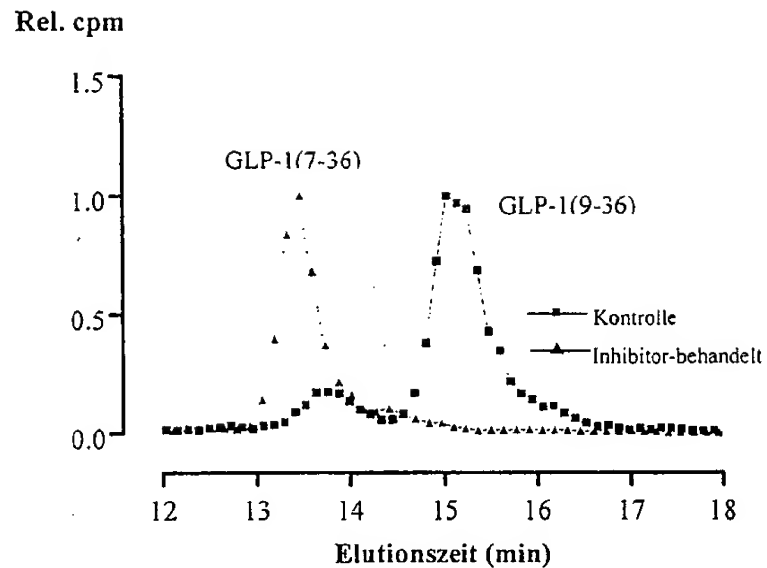 Rel. cpm
1.5
GLP-1(7-36)
1.0
GLP-1(9-36)
0.5
Kontrolle
Inhibitor-behandelt
0.0
12 13 14 15 16 17 18
Elutionszeit (min)